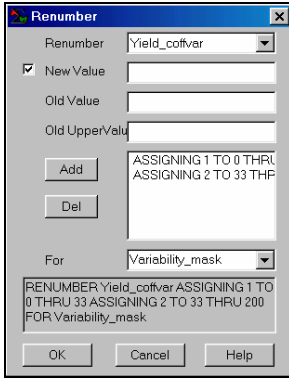 Renumber
Renumber Yield_coffvar
New Value
Old Value
Old UpperValu
Add ASSIGNING 1 TO 0 THRU
ASSIGNING 2 TO 33 THR
Del
For Variability_mask
RENUMBER Yield_coffvar ASSIGNING 1 TO
0 THRU 33 ASSIGNING 2 TO 33 THRU 200
FOR Variability_mask
OK Cancel Help